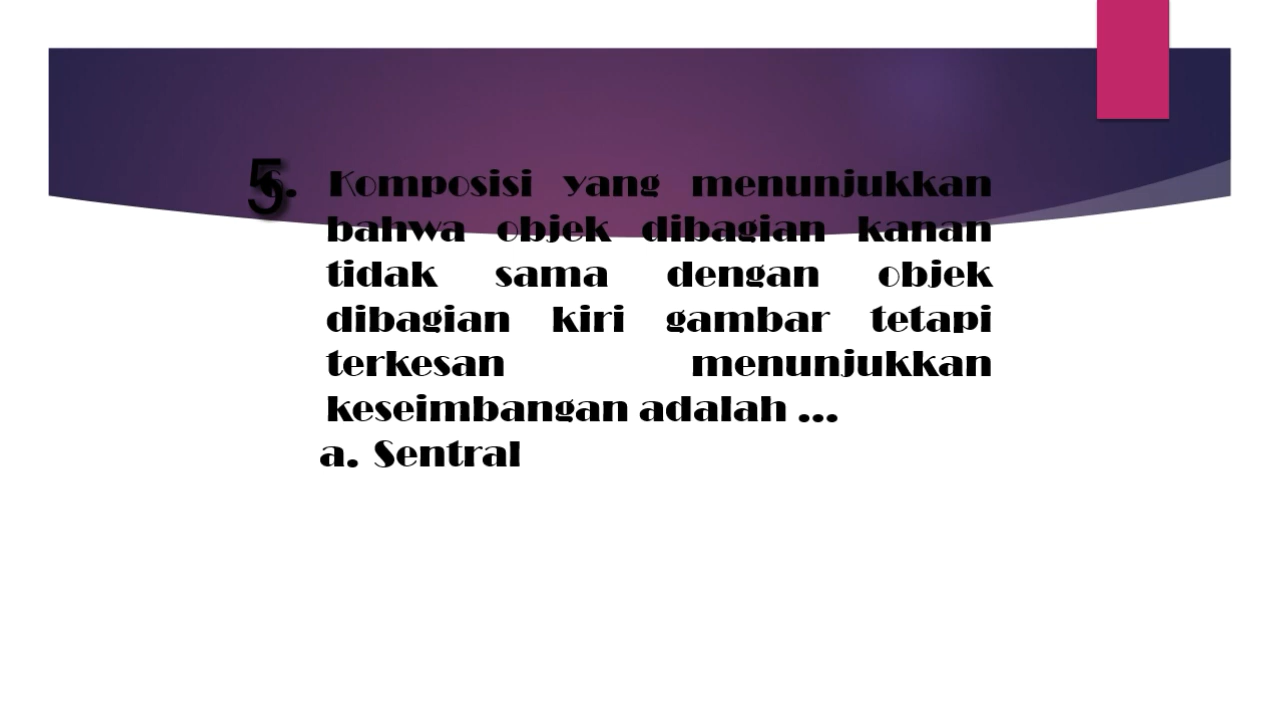 5. Komposisi yang menunjukkan
bahwa objek dibagian kanan
tidak sama dengan objek
dibagian kiri gambar tetapi
terkesan menunjukkan
keseimbangan adalah ...
a. Sentral